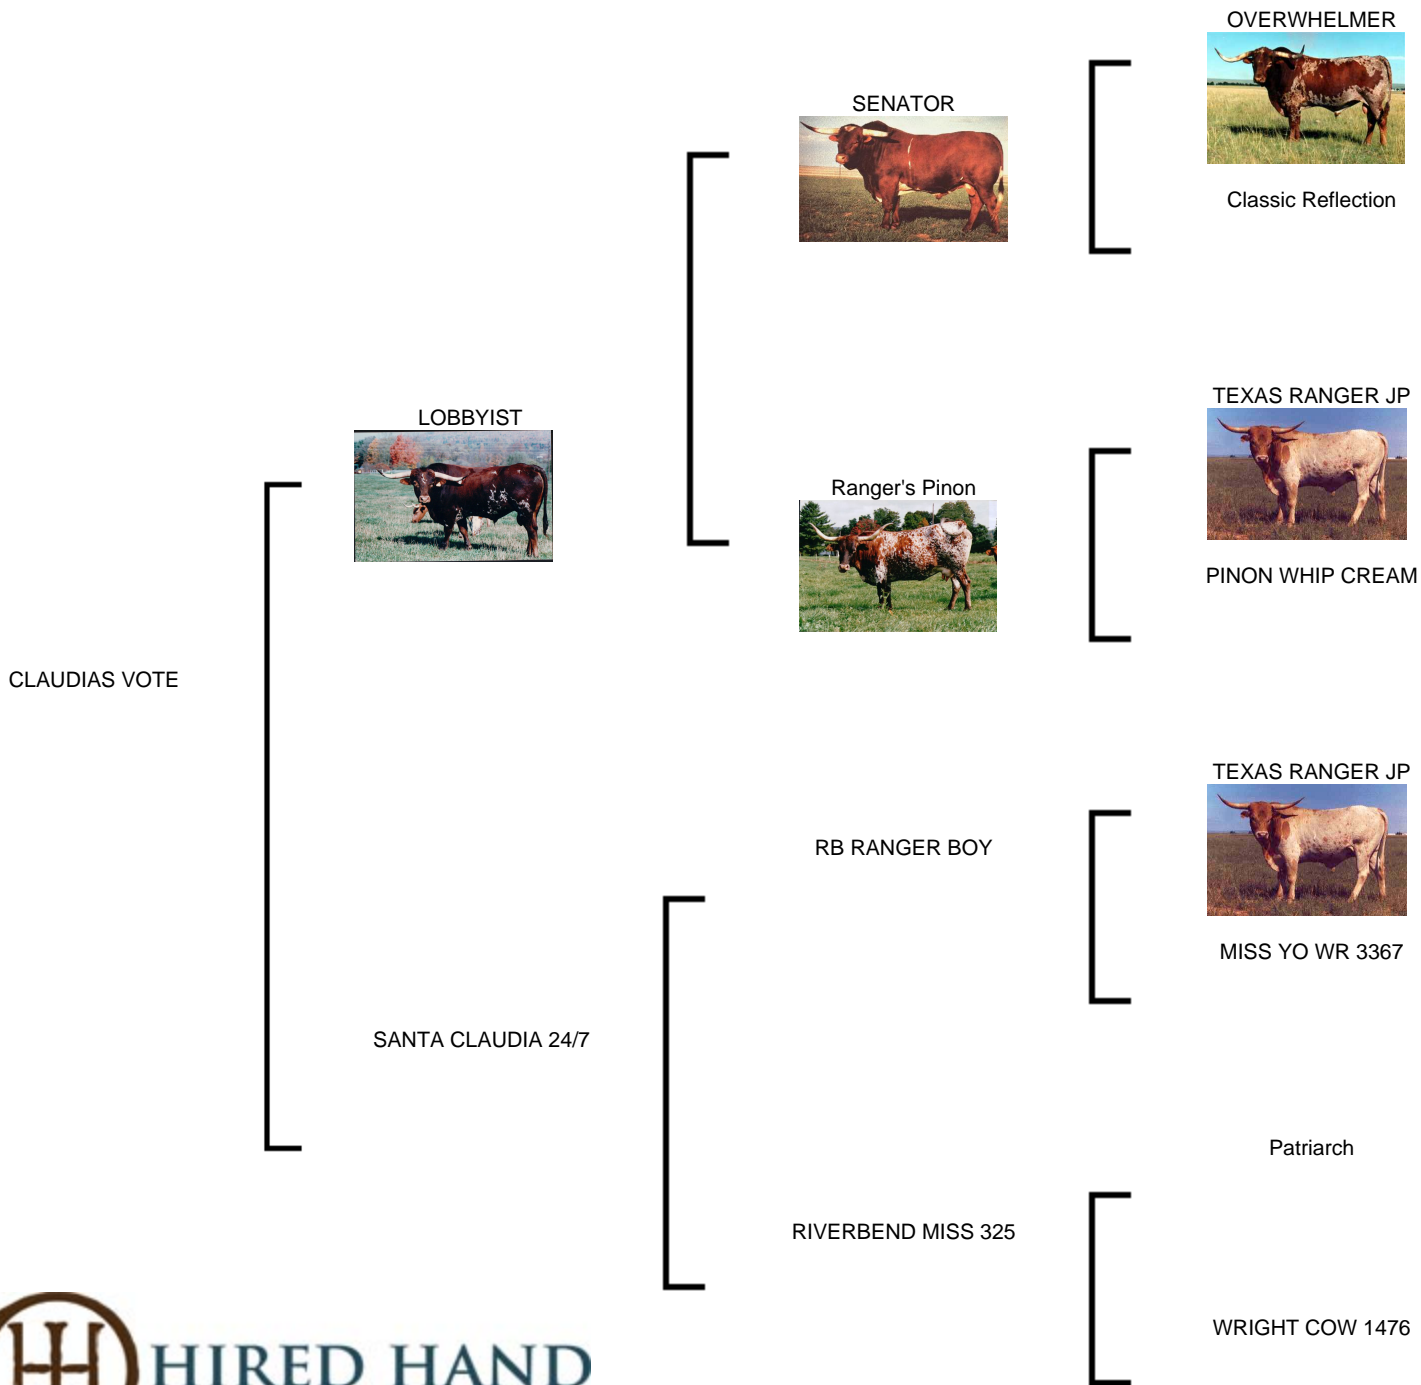 OVERWHELMER
SENATOR
Classic Reflection
TEXAS RANGER JP
LOBBYIST
Ranger's Pinon
PINON WHIP CREAM
CLAUDIAS VOTE
TEXAS RANGER JP
RB RANGER BOY
MISS YO WR 3367
SANTA CLAUDIA 24/7
Patriarch
RIVERBEND MISS 325
WRIGHT COW 1476
HIRED HAND